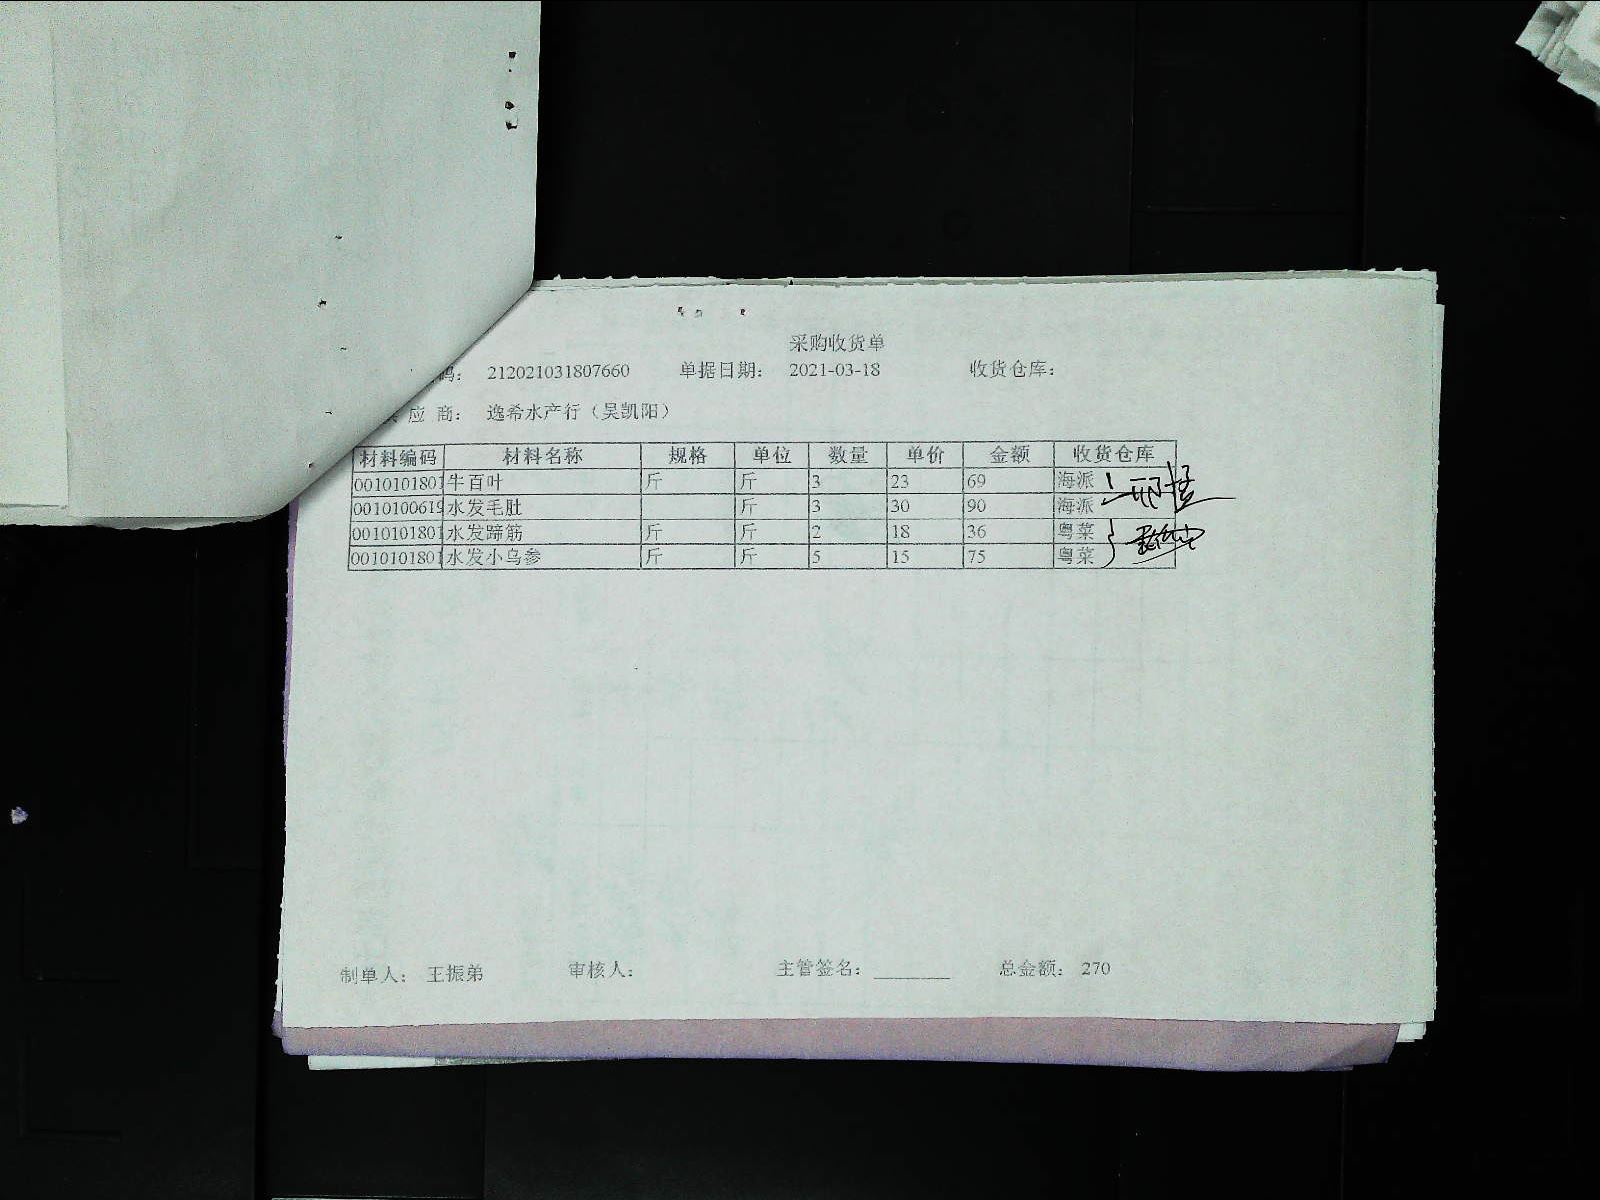 采购收货单
码： 212021031807660 单据日期： 2021-03-18 收货仓库：
应 商： 逸希水产行（吴凯阳）
材料编码 材料名称 规格 单位 数量 单价 金额 收货仓库
0010101801 牛百叶 斤 斤 3 23 69 海派
0010100619 水发毛肚 斤 3 30 90 海派
0010101801 水发蹄筋 斤 斤 2 18 36 粤菜
0010101801 水发小乌参 斤 斤 5 15 75 粤菜
制单人： 王振弟 审核人： 主管签名： 总金额： 270